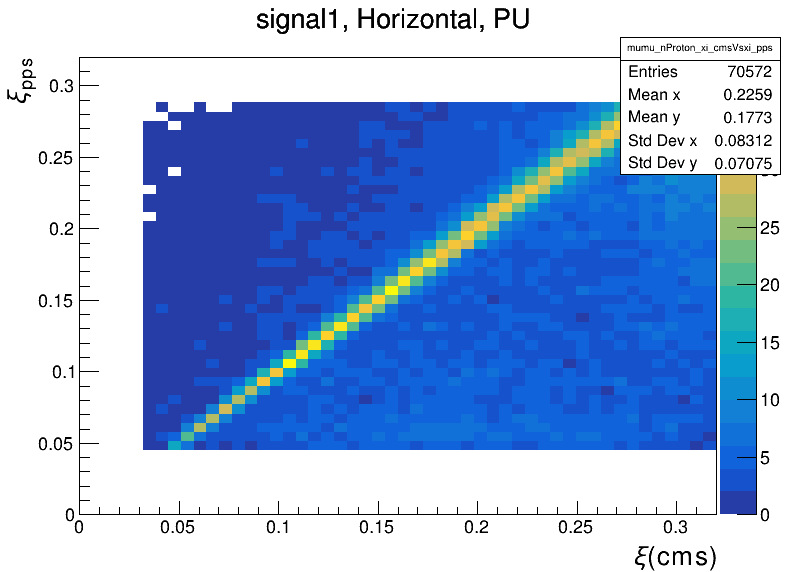 signal1, Horizontal, PU
mumu_nProton_xi_cmsVsxi_pps
Entries 70572
Mean x 0.2259
Mean y 0.1773
Std Dev x 0.08312
Std Dev y 0.07075
ξpps
0.3
0.25
0.2
0.15
0.1
0.05
0
0 0.05 0.1 0.15 0.2 0.25 0.3
ξ(cms)
25
20
15
10
5
0